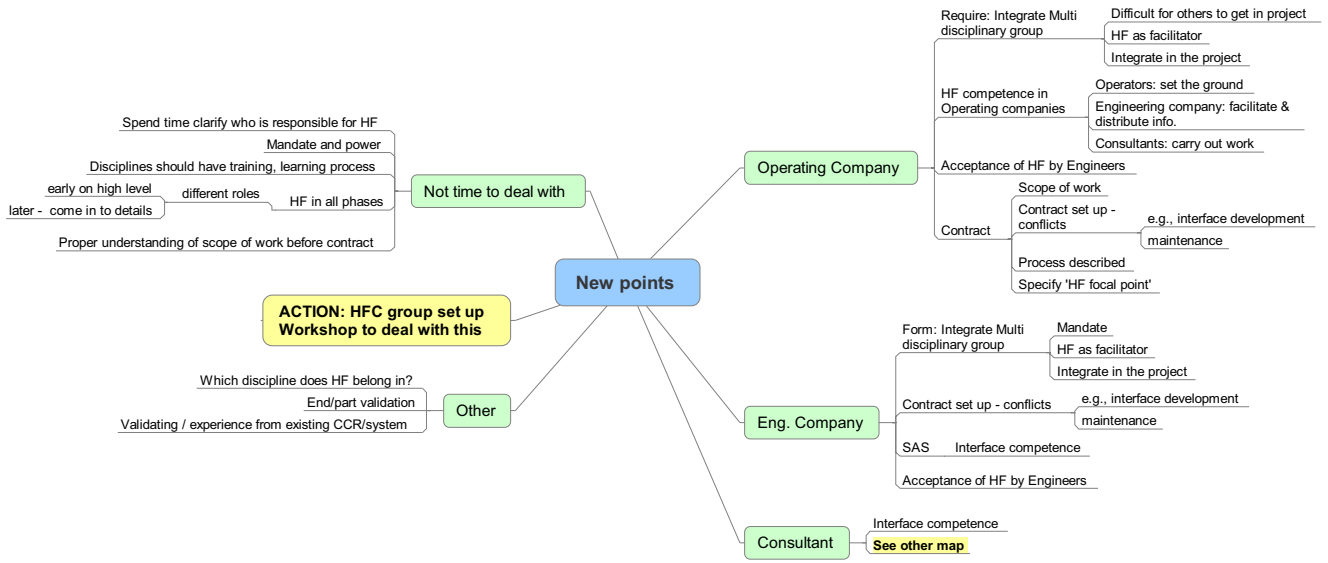 New points
Operating Company
Require: Integrate Multi
disciplinary group
Difficult for others to get in project
HF as facilitator
Integrate in the project
HF competence in
Operating companies
Operators: set the ground
Engineering company: facilitate &
distribute info.
Consultants: carry out work
Acceptance of HF by Engineers
Contract
Scope of work
Contract set up -
conflicts
e.g., interface development
maintenance
Process described
Specify 'HF focal point'
Eng. Company
Form: Integrate Multi
disciplinary group
Mandate
HF as facilitator
Integrate in the project
Contract set up - conflicts
e.g., interface development
maintenance
SAS
Interface competence
Acceptance of HF by Engineers
Consultant
Interface competence
See other map
Not time to deal with
Spend time clarify who is responsible for HF
Mandate and power
Disciplines should have training, learning process
HF in all phases
different roles
early on high level
later - come in to details
Proper understanding of scope of work before contract
ACTION: HFC group set up
Workshop to deal with this
Other
Which discipline does HF belong in?
End/part validation
Validating / experience from existing CCR/system